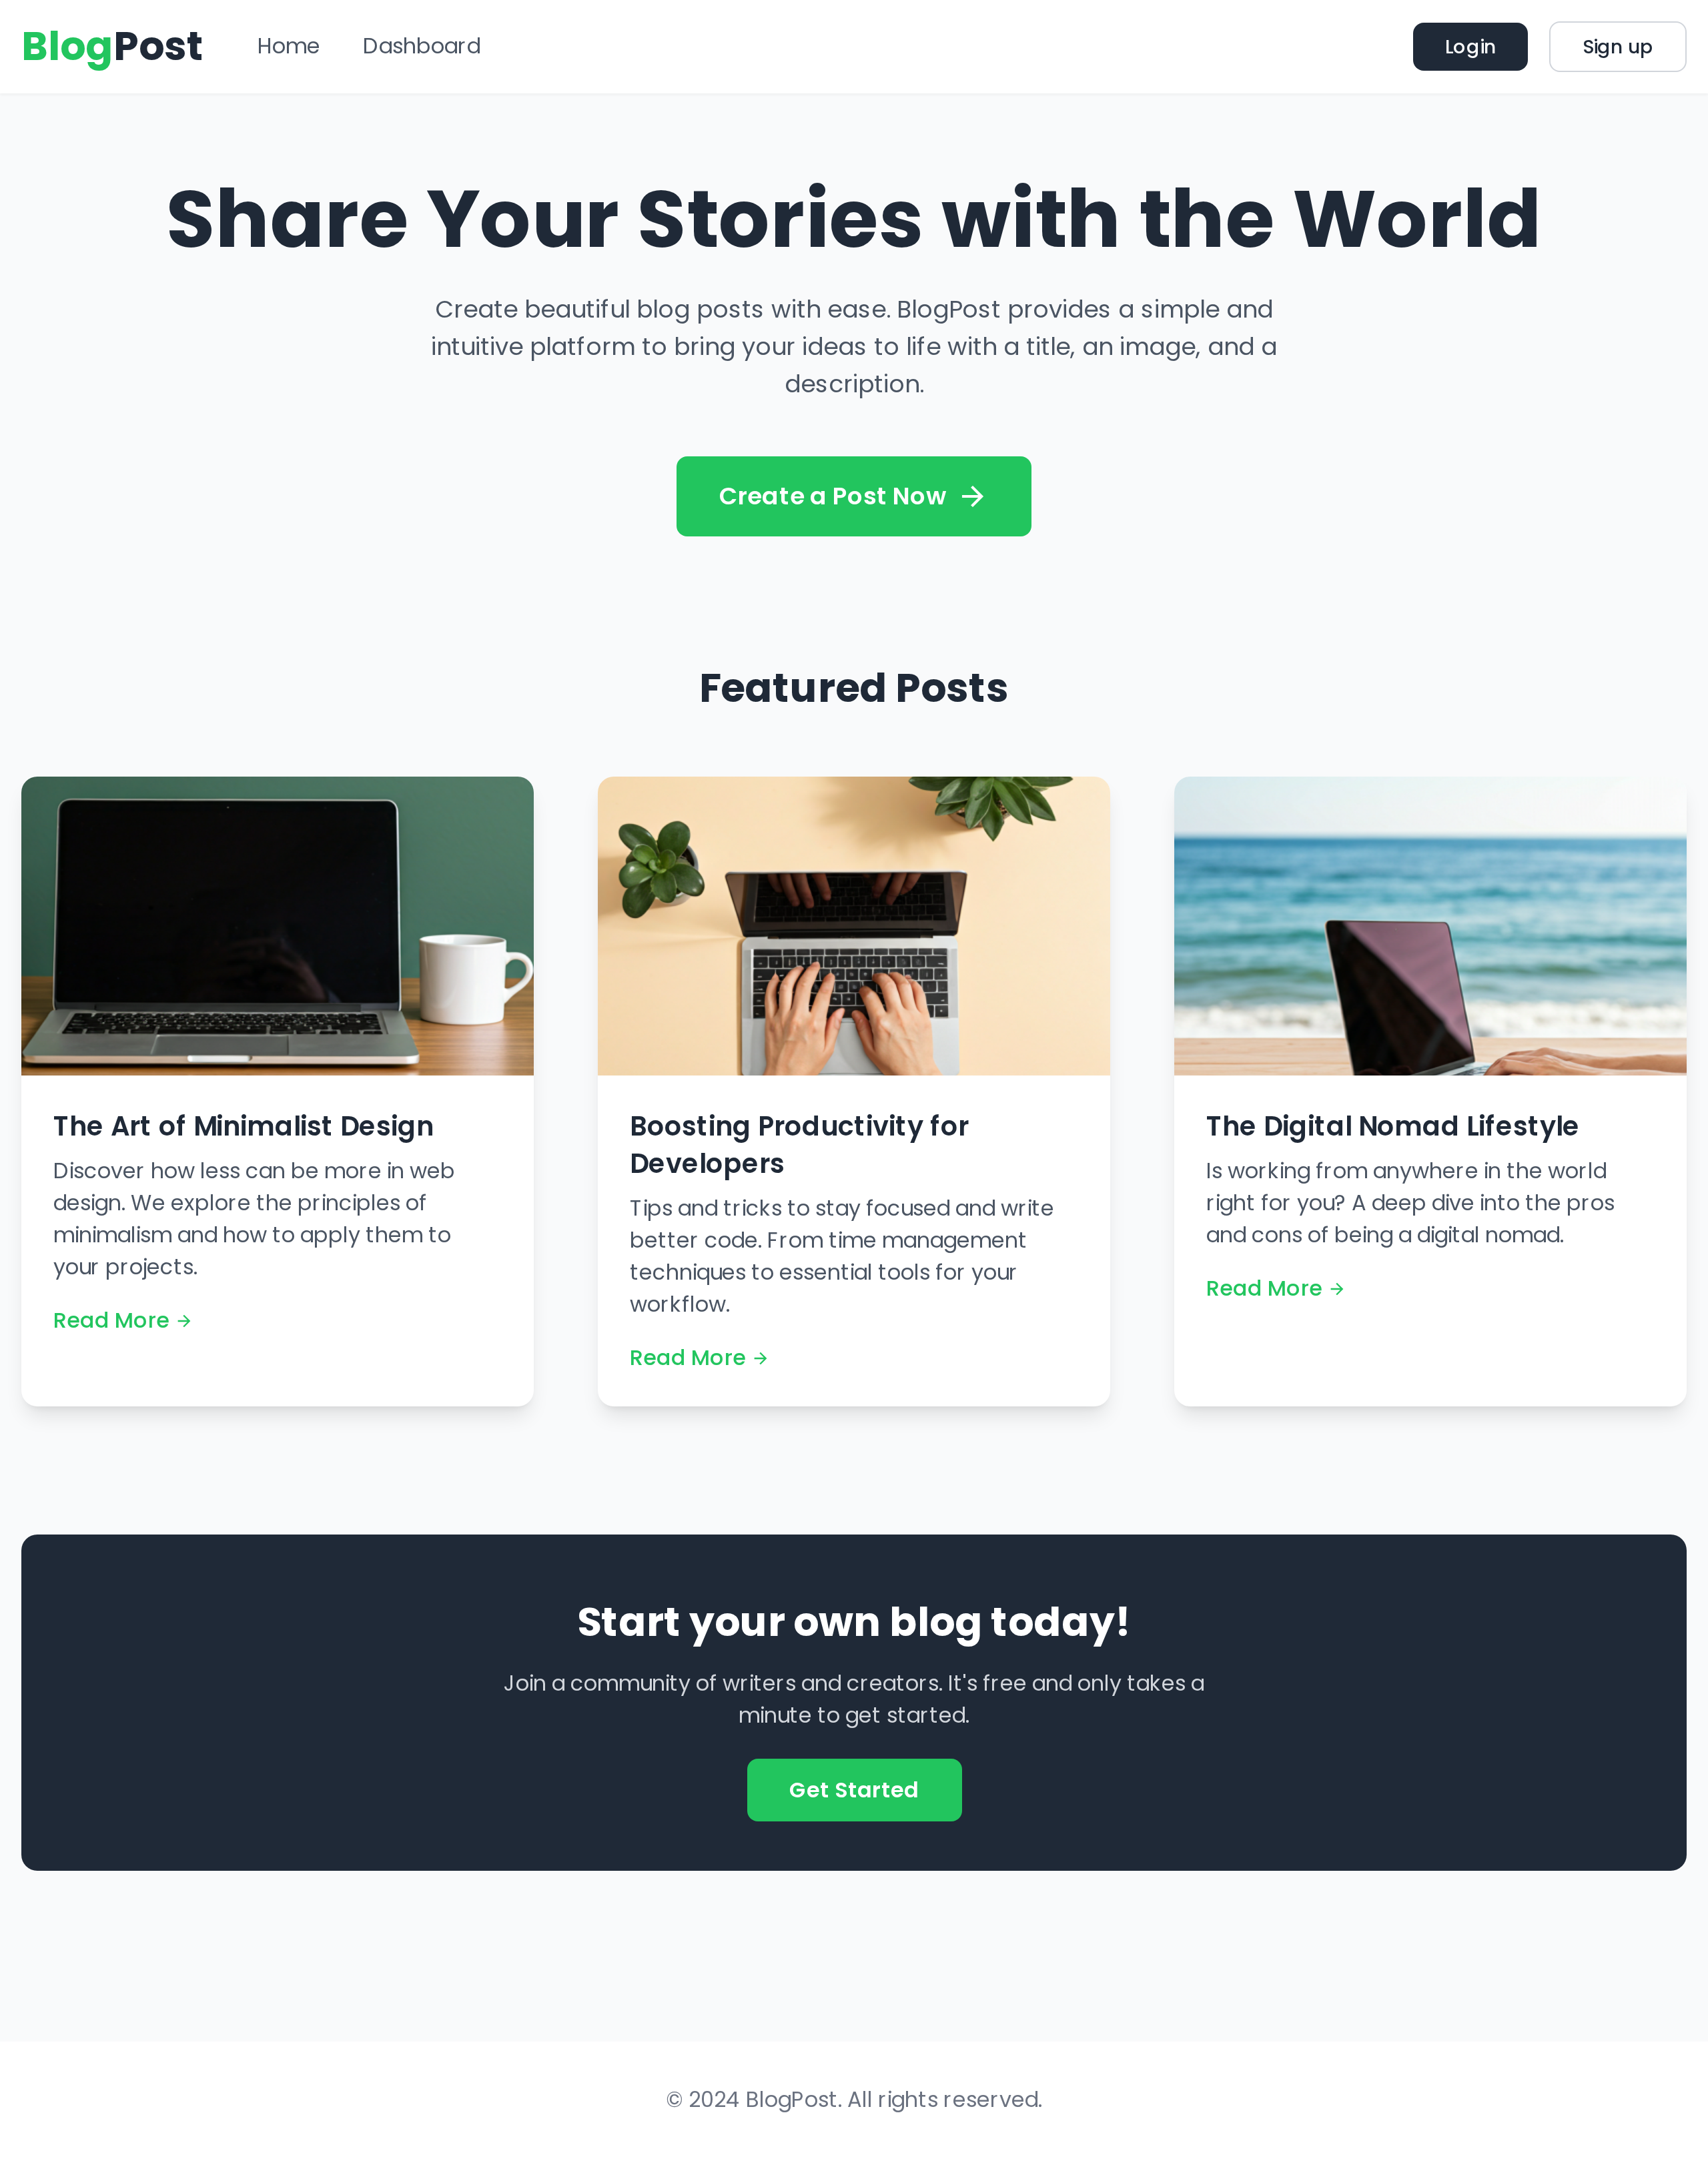 BlogPost Home Dashboard Login Sign up
Share Your Stories with the World
Create beautiful blog posts with ease. BlogPost provides a simple and
intuitive platform to bring your ideas to life with a title, an image, and a
description.
Create a Post Now →
Featured Posts
The Art of Minimalist Design
Discover how less can be more in web
design. We explore the principles of
minimalism and how to apply them to
your projects.
Read More →
Boosting Productivity for
Developers
Tips and tricks to stay focused and write
better code. From time management
techniques to essential tools for your
workflow.
Read More →
The Digital Nomad Lifestyle
Is working from anywhere in the world
right for you? A deep dive into the pros
and cons of being a digital nomad.
Read More →
Start your own blog today!
Join a community of writers and creators. It's free and only takes a
minute to get started.
Get Started
© 2024 BlogPost. All rights reserved.